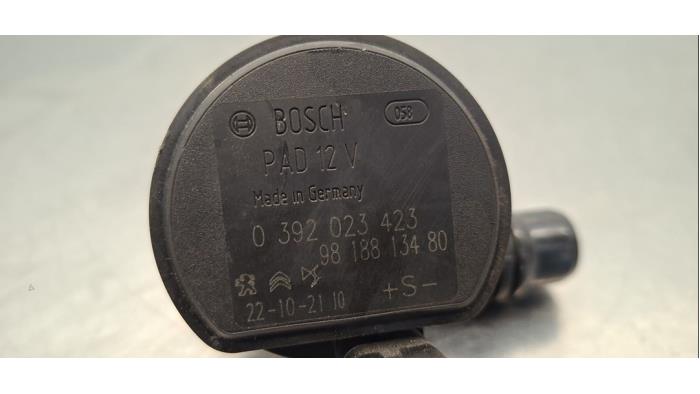 BOSCH 058
PAD 12 V
Made in Germany
0 392 023 423
98 188 134 80
22-10-21 10 +S-